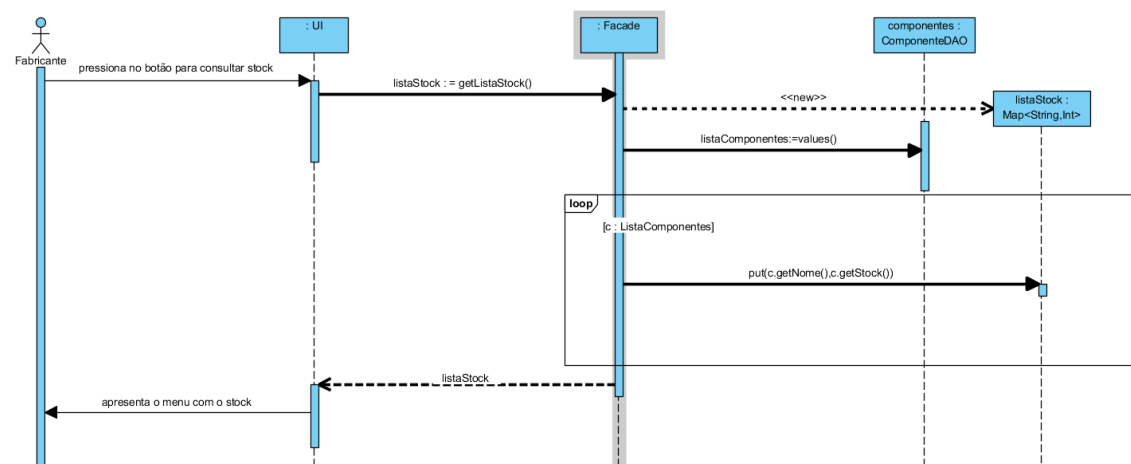 Fabricante
: UI
: Facade
componentes :
ComponenteDAO
pressiona no botão para consultar stock
listaStock : = getListaStock()
<<new>>
listaStock :
Map<String,Int>
listaComponentes:=values()
loop
[c : ListaComponentes]
put(c.getNome(),c.getStock())
listaStock
apresenta o menu com o stock